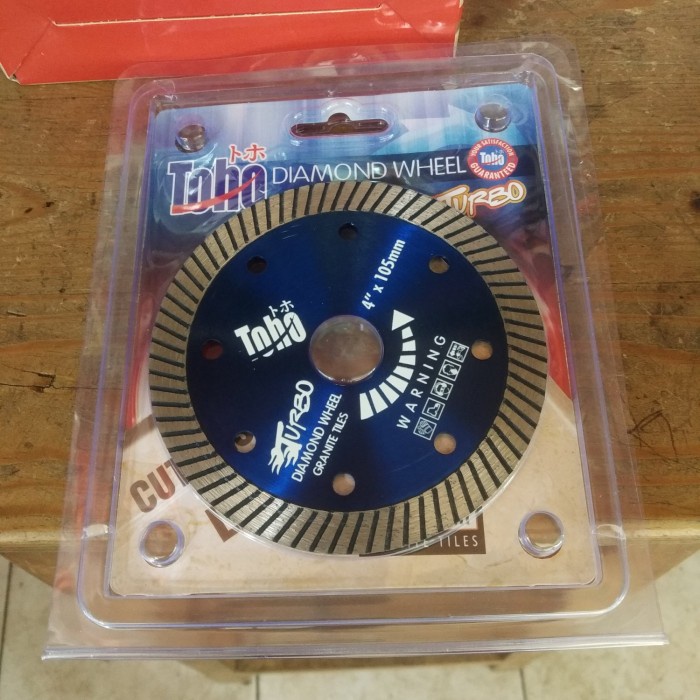 トホ
Toho DIAMOND WHEEL
YOUR SATISFACTION
Toho
GUARANTEED
TURBO
4" x 105mm
トホ
Toho
TURBO
DIAMOND WHEEL
GRANITE TILES
WARNING
CUT
TILES